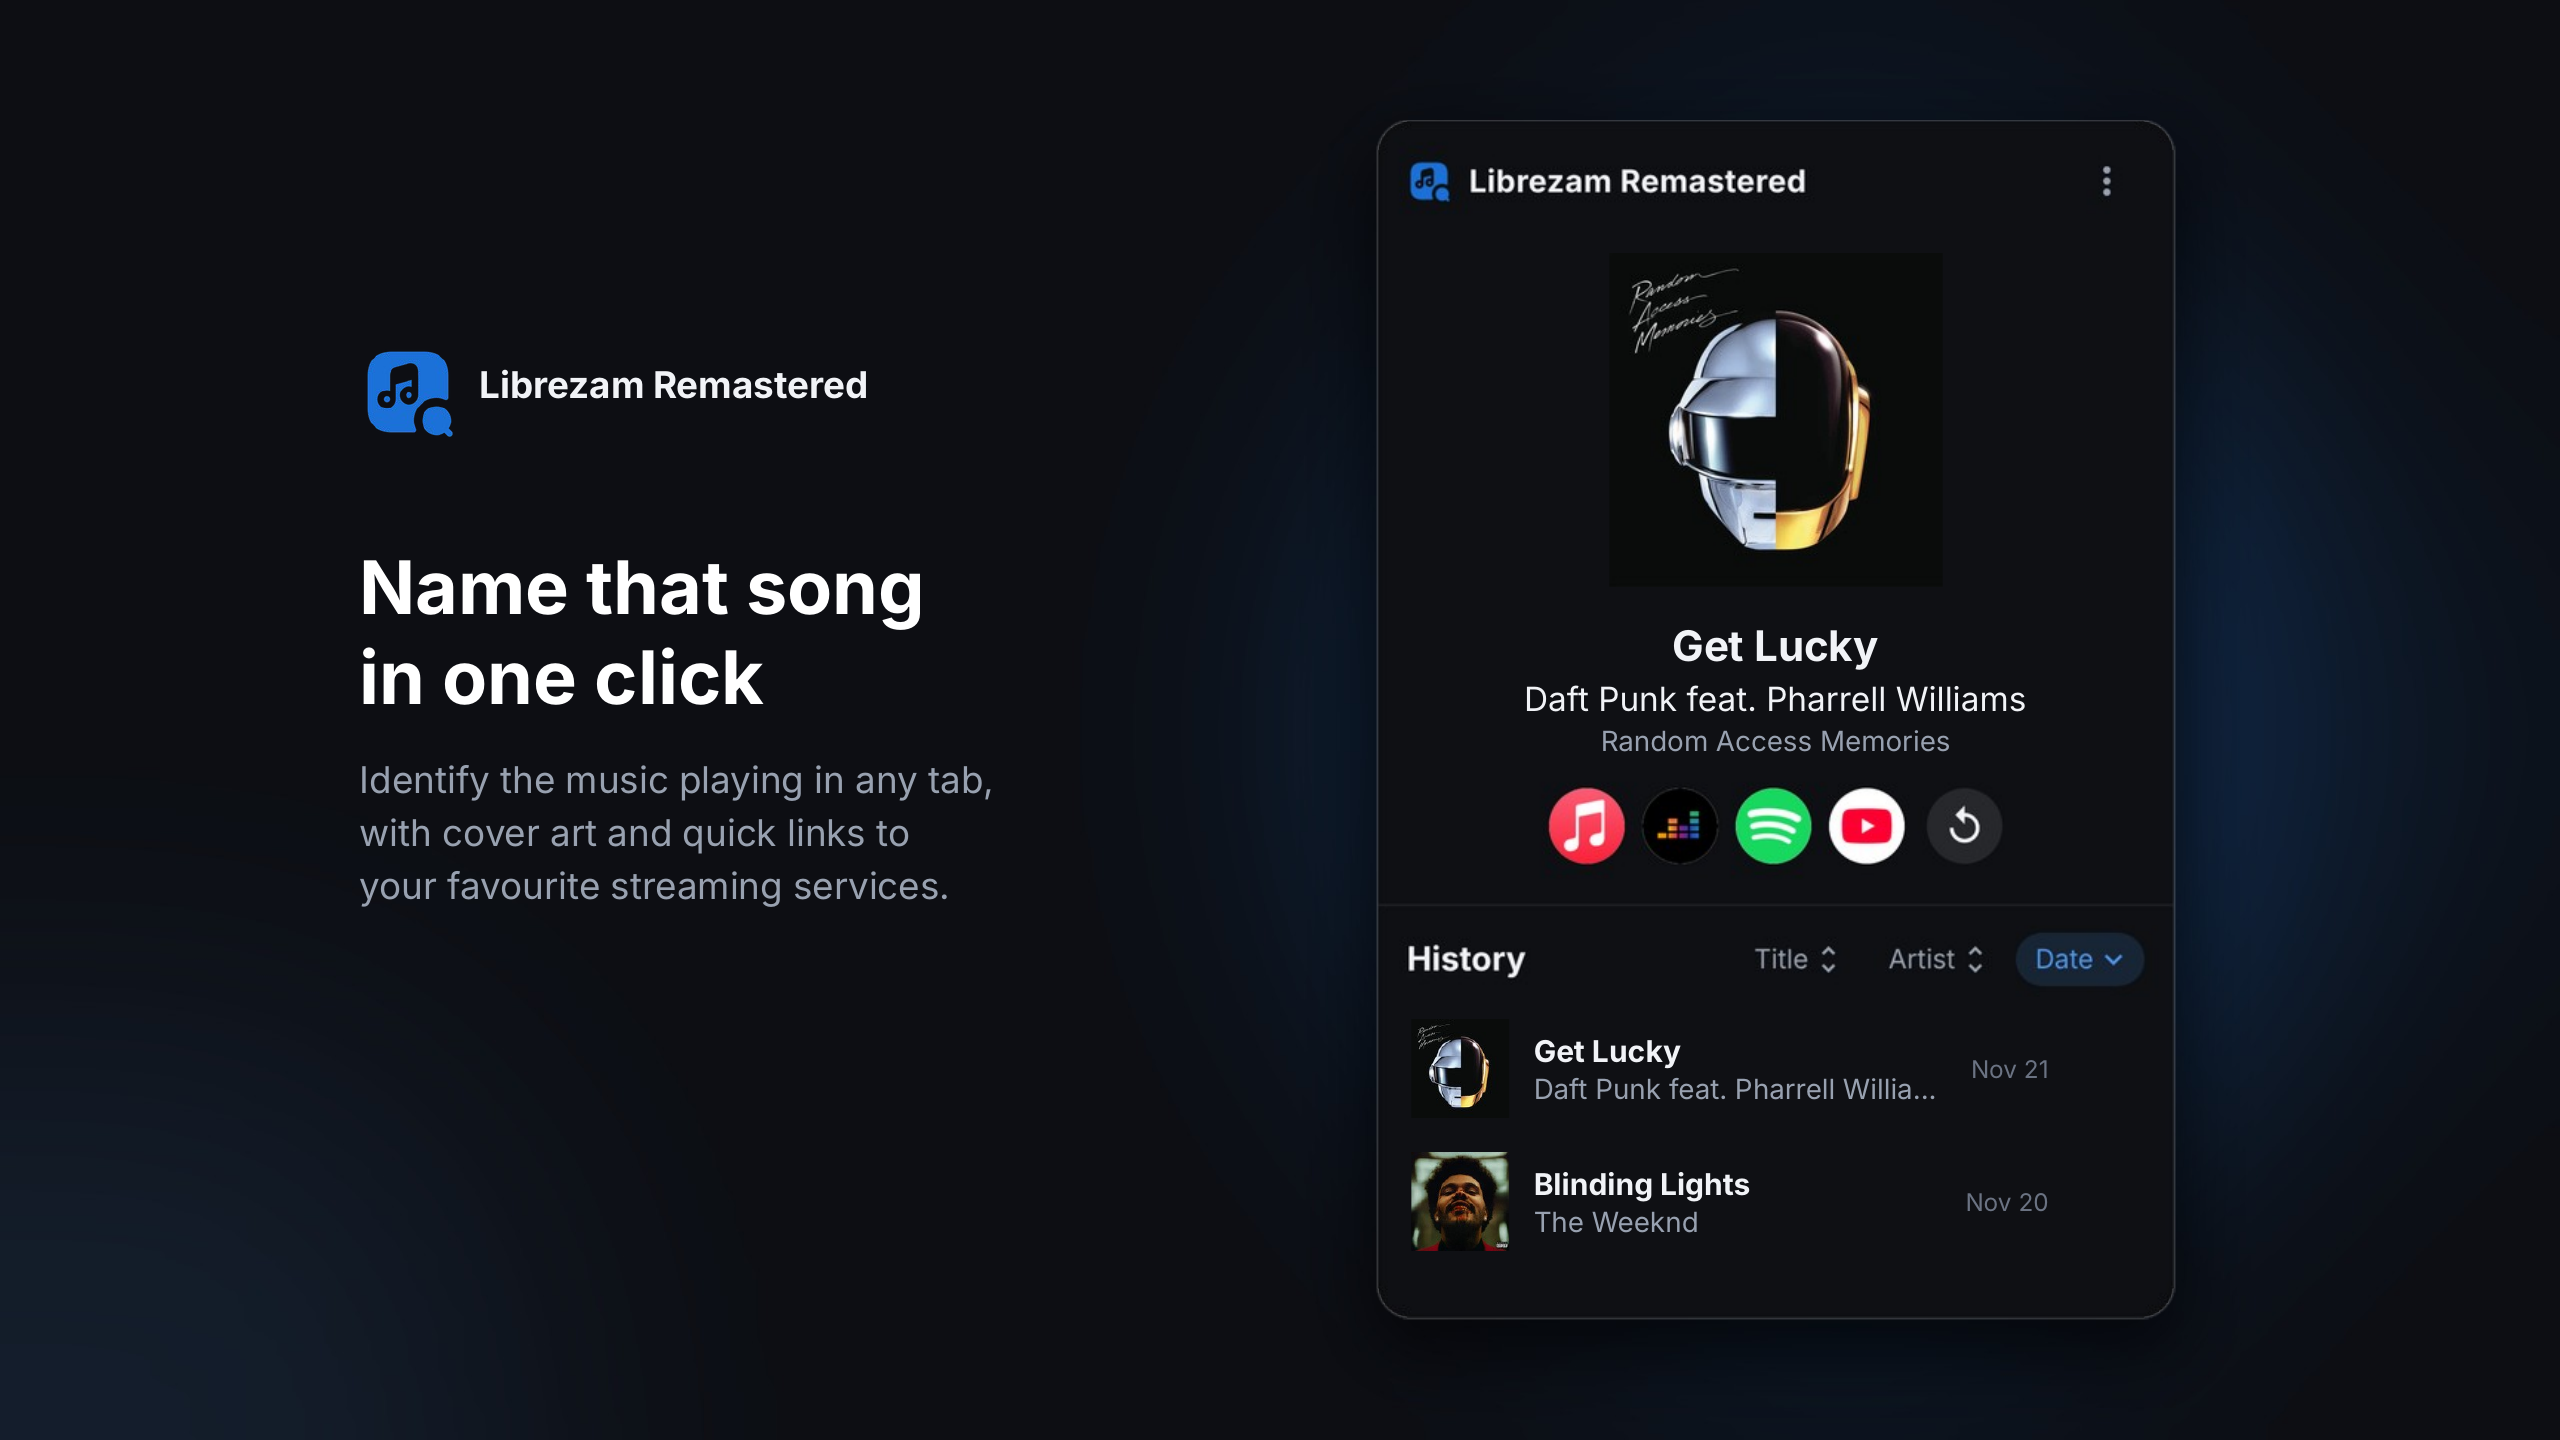 Librezam Remastered
Name that song
in one click
Identify the music playing in any tab,
with cover art and quick links to
your favourite streaming services.
Librezam Remastered
Random
Access
Memories
Get Lucky
Daft Punk feat. Pharrell Williams
Random Access Memories
History
Title
Artist
Date
Get Lucky
Daft Punk feat. Pharrell Willia...
Nov 21
Blinding Lights
The Weeknd
Nov 20